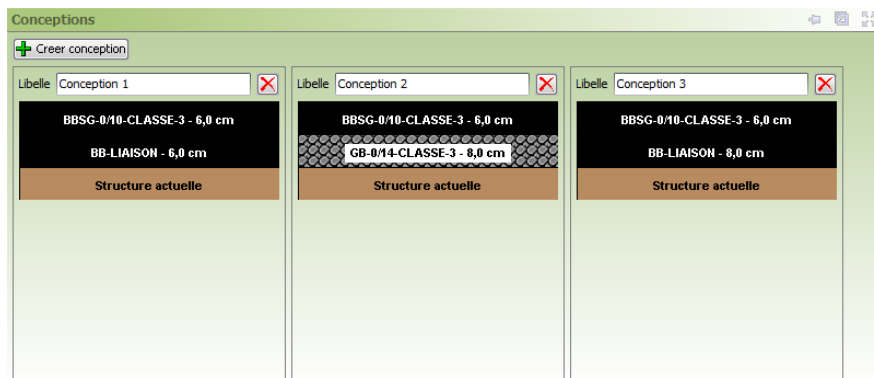 Conceptions
Creer conception
Libelle Conception 1
BBSG-0/10-CLASSE-3 - 6,0 cm
BB-LIAISON - 6,0 cm
Structure actuelle
Libelle Conception 2
BBSG-0/10-CLASSE-3 - 6,0 cm
GB-0/14-CLASSE-3 - 8,0 cm
Structure actuelle
Libelle Conception 3
BBSG-0/10-CLASSE-3 - 6,0 cm
BB-LIAISON - 8,0 cm
Structure actuelle